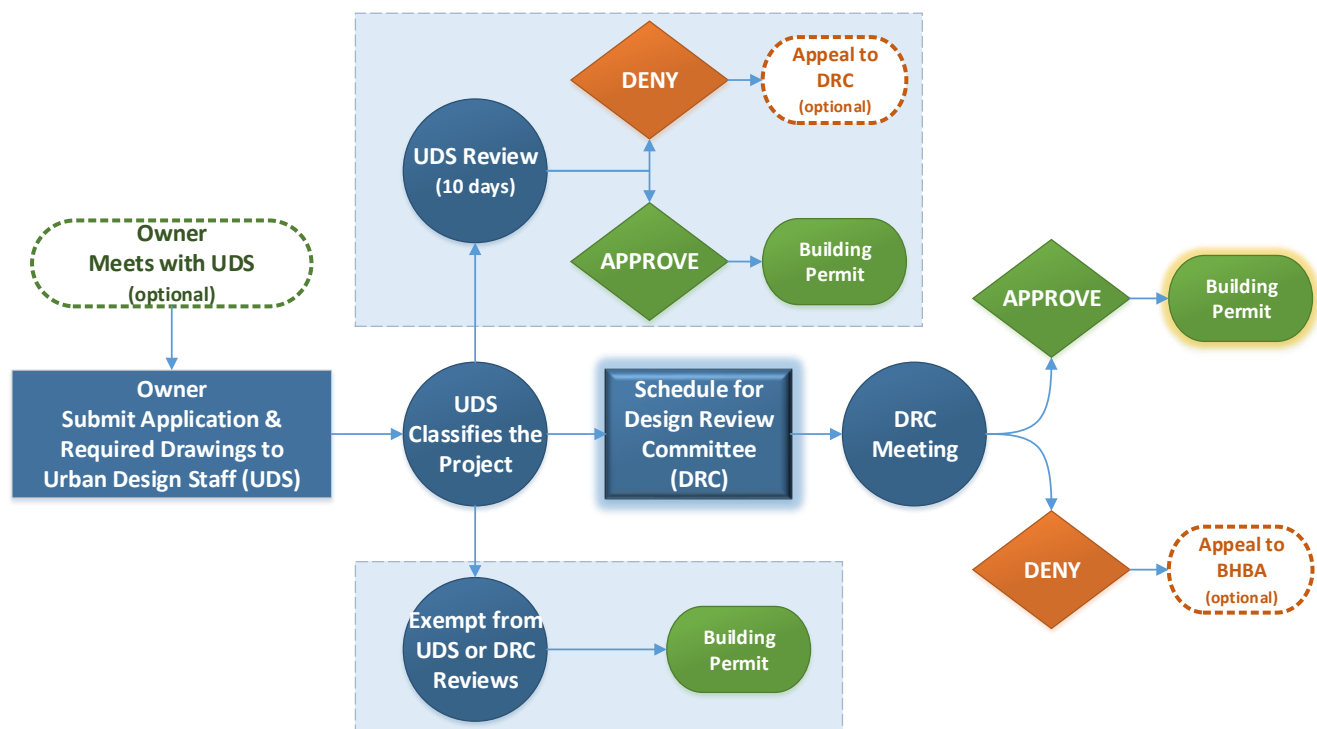 DENY
Appeal to
DRC
(optional)
UDS Review
(10 days)
APPROVE
Building
Permit
Owner
Meets with UDS
(optional)
Owner
Submit Application &
Required Drawings to
Urban Design Staff (UDS)
UDS
Classifies the
Project
Schedule for
Design Review
Committee
(DRC)
DRC
Meeting
APPROVE
Building
Permit
DENY
Appeal to
BHBA
(optional)
Exempt from
UDS or DRC
Reviews
Building
Permit